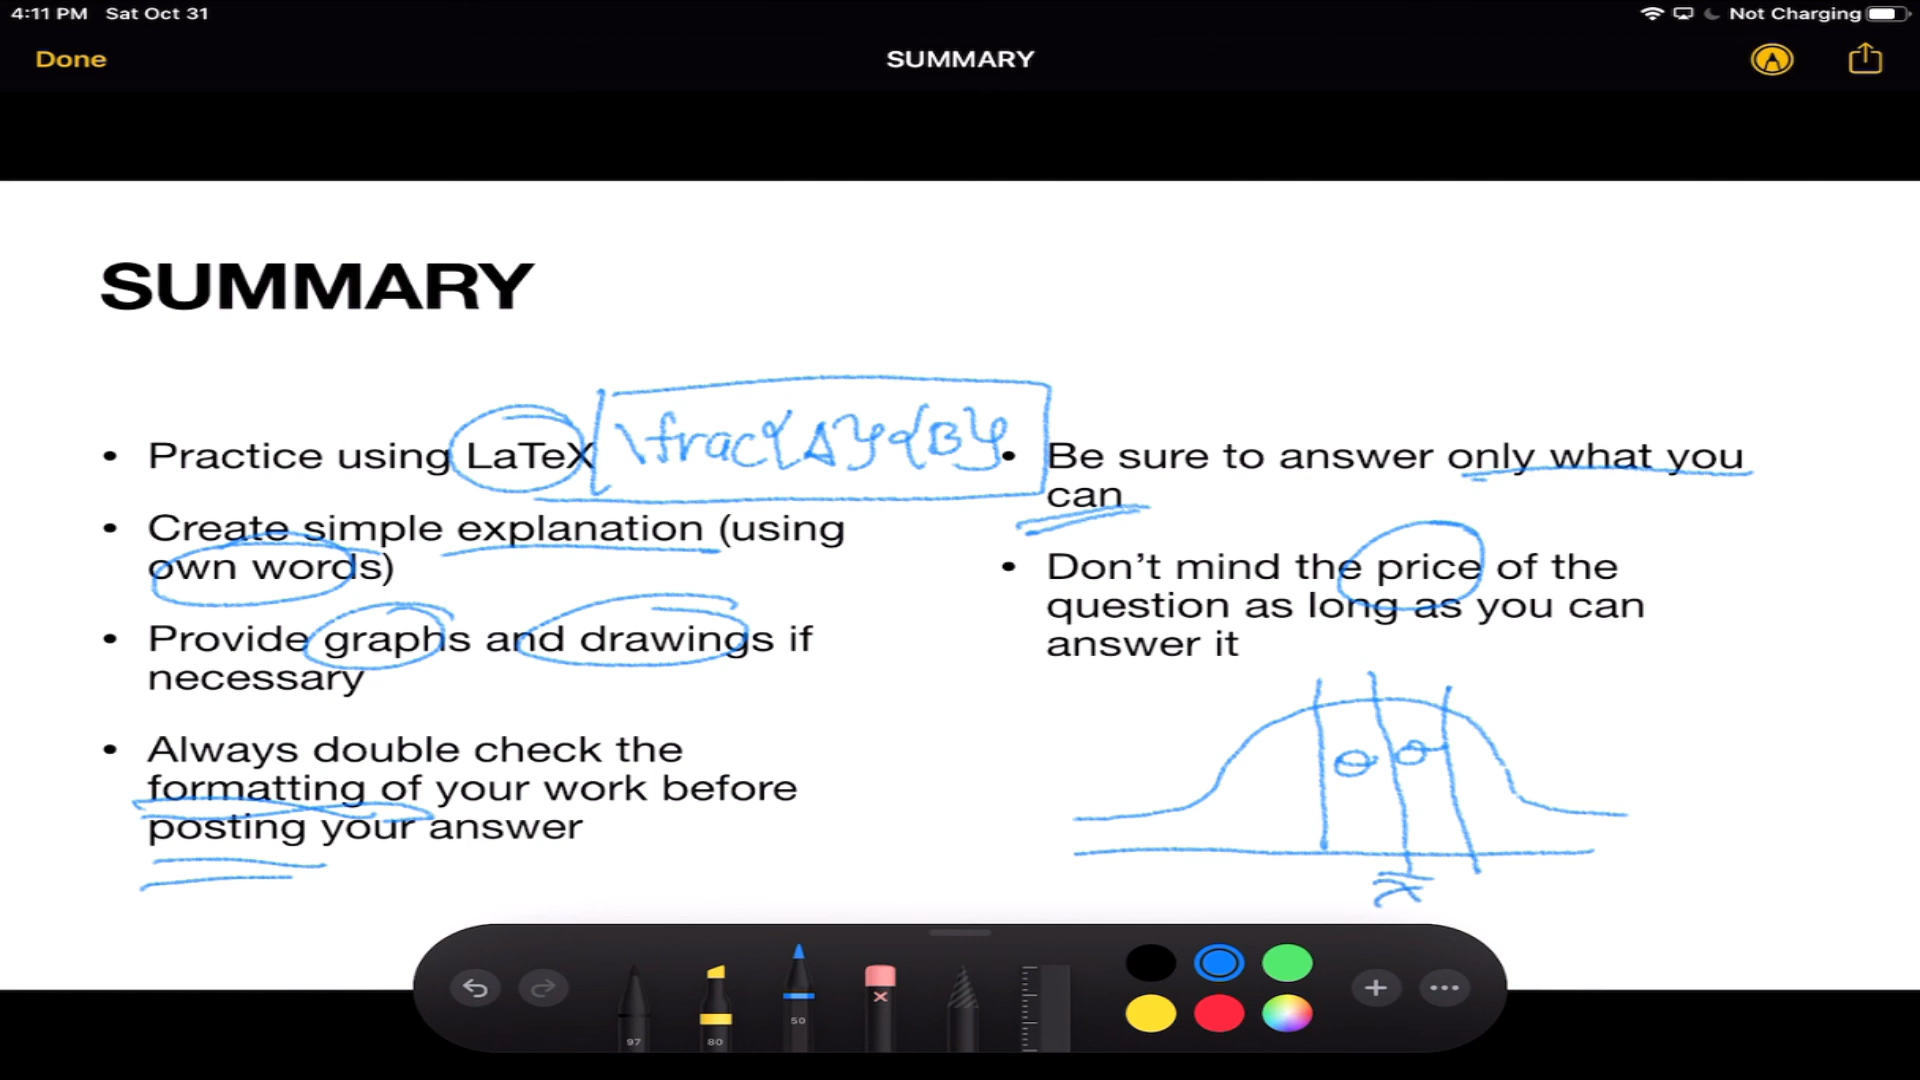 4:11 PM Sat Oct 31
Not Charging
Done
SUMMARY
SUMMARY
• Practice using LaTeX
\frac{A}{B}
• Create simple explanation (using
own words)
• Provide graphs and drawings if
necessary
• Always double check the
formatting of your work before
posting your answer
• Be sure to answer only what you
can
• Don't mind the price of the
question as long as you can
answer it
σ σ
x̄
97
80
50